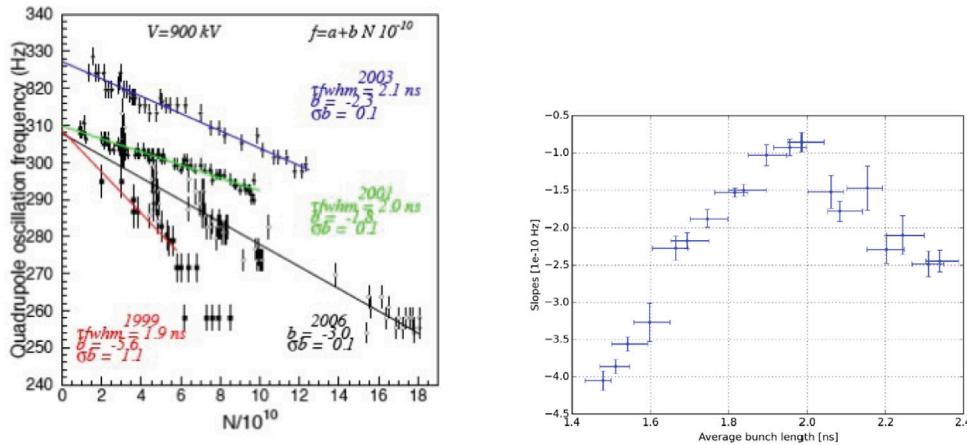 V=900 kV
f=a+b N 10⁻¹⁰
2003
τfwhm = 2.1 ns
b = -2.3
σb = 0.1
2001
τfwhm = 2.0 ns
b = -1.8
σb = 0.1
1999
τfwhm = 1.9 ns
b = -5.6
σb = 1.1
2006
b = -3.0
σb = 0.1
Quadrupole oscillation frequency (Hz)
340
330
320
310
300
290
280
270
260
250
240
0 2 4 6 8 10 12 14 16 18
N/10¹⁰
Slopes [1e-10 Hz]
-0.5
-1.0
-1.5
-2.0
-2.5
-3.0
-3.5
-4.0
-4.5
1.4 1.6 1.8 2.0 2.2 2.4
Average bunch length [ns]